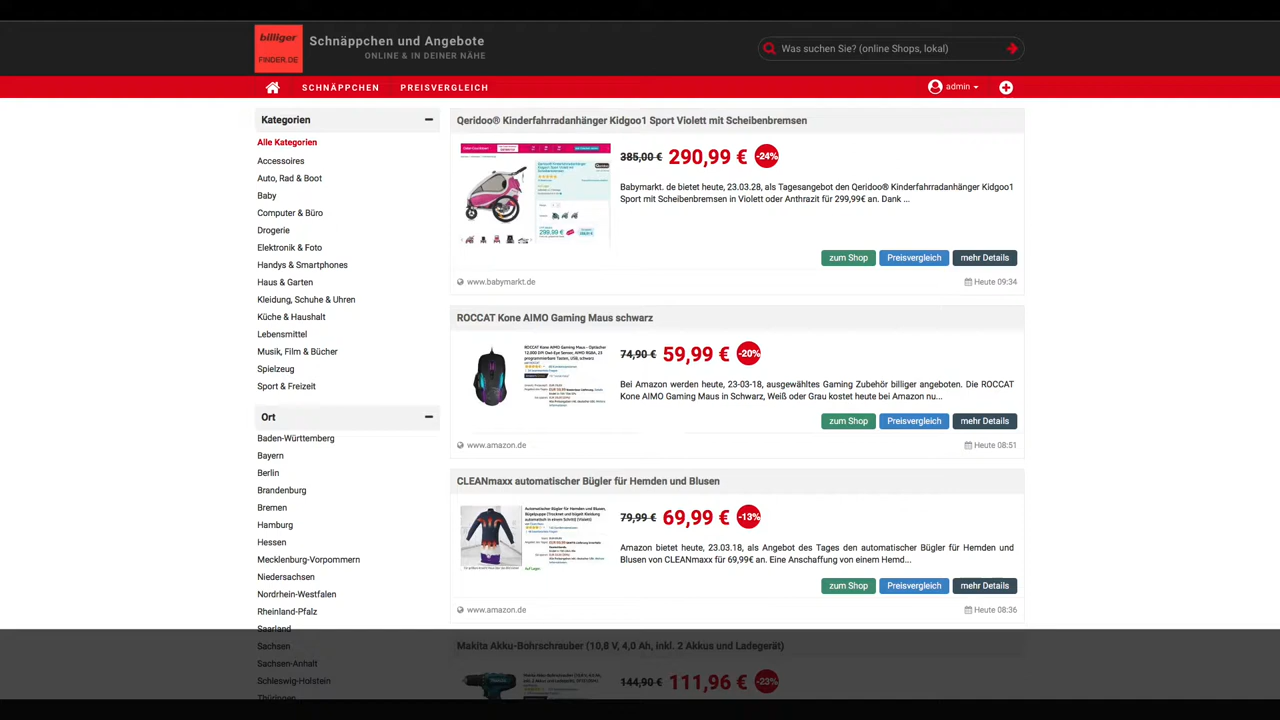 billiger
FINDER.DE
Schnäppchen und Angebote
ONLINE & IN DEINER NÄHE
Was suchen Sie? (online Shops, lokal)
SCHNÄPPCHEN
PREISVERGLEICH
admin
Kategorien
Alle Kategorien
Accessoires
Auto, Rad & Boot
Baby
Computer & Büro
Drogerie
Elektronik & Foto
Handys & Smartphones
Haus & Garten
Kleidung, Schuhe & Uhren
Küche & Haushalt
Lebensmittel
Musik, Film & Bücher
Spielzeug
Sport & Freizeit
Ort
Baden-Württemberg
Bayern
Berlin
Brandenburg
Bremen
Hamburg
Hessen
Mecklenburg-Vorpommern
Niedersachsen
Nordrhein-Westfalen
Rheinland-Pfalz
Saarland
Sachsen
Sachsen-Anhalt
Schleswig-Holstein
Thüringen
Qeridoo® Kinderfahrradanhänger Kidgoo1 Sport Violett mit Scheibenbremsen
385,00 € 290,99 € -24%
Babymarkt. de bietet heute, 23.03.28, als Tagesangebot den Qeridoo® Kinderfahrradanhänger Kidgoo1
Sport mit Scheibenbremsen in Violett oder Anthrazit für 299,99€ an. Dank ...
299,99 €
zum Shop
Preisvergleich
mehr Details
www.babymarkt.de
Heute 09:34
ROCCAT Kone AIMO Gaming Maus schwarz
74,90 € 59,99 € -20%
Bei Amazon werden heute, 23-03-18, ausgewähltes Gaming Zubehör billiger angeboten. Die ROCCAT
Kone AIMO Gaming Maus in Schwarz, Weiß oder Grau kostet heute bei Amazon nu...
zum Shop
Preisvergleich
mehr Details
www.amazon.de
Heute 08:51
CLEANmaxx automatischer Bügler für Hemden und Blusen
79,99 € 69,99 € -13%
Amazon bietet heute, 23.03.18, als Angebot des Tages den automatischer Bügler für Hemden und
Blusen von CLEANmaxx für 69,99€ an. Eine Anschaffung von einem Hemd...
zum Shop
Preisvergleich
mehr Details
www.amazon.de
Heute 08:36
Makita Akku-Bohrschrauber (10,8 V, 4,0 Ah, inkl. 2 Akkus und Ladegerät)
144,90 € 111,96 € -23%